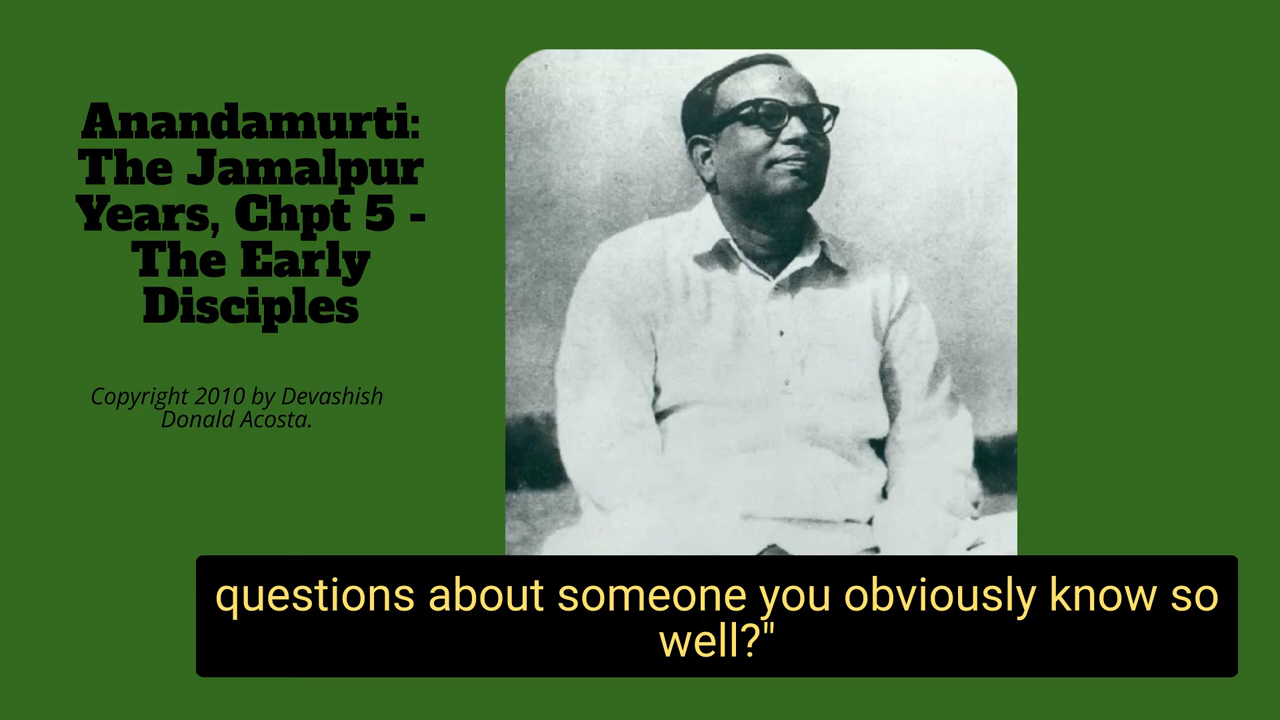 Anandamurti:
The Jamalpur
Years, Chpt 5 -
The Early
Disciples
Copyright 2010 by Devashish
Donald Acosta.
questions about someone you obviously know so
well?"